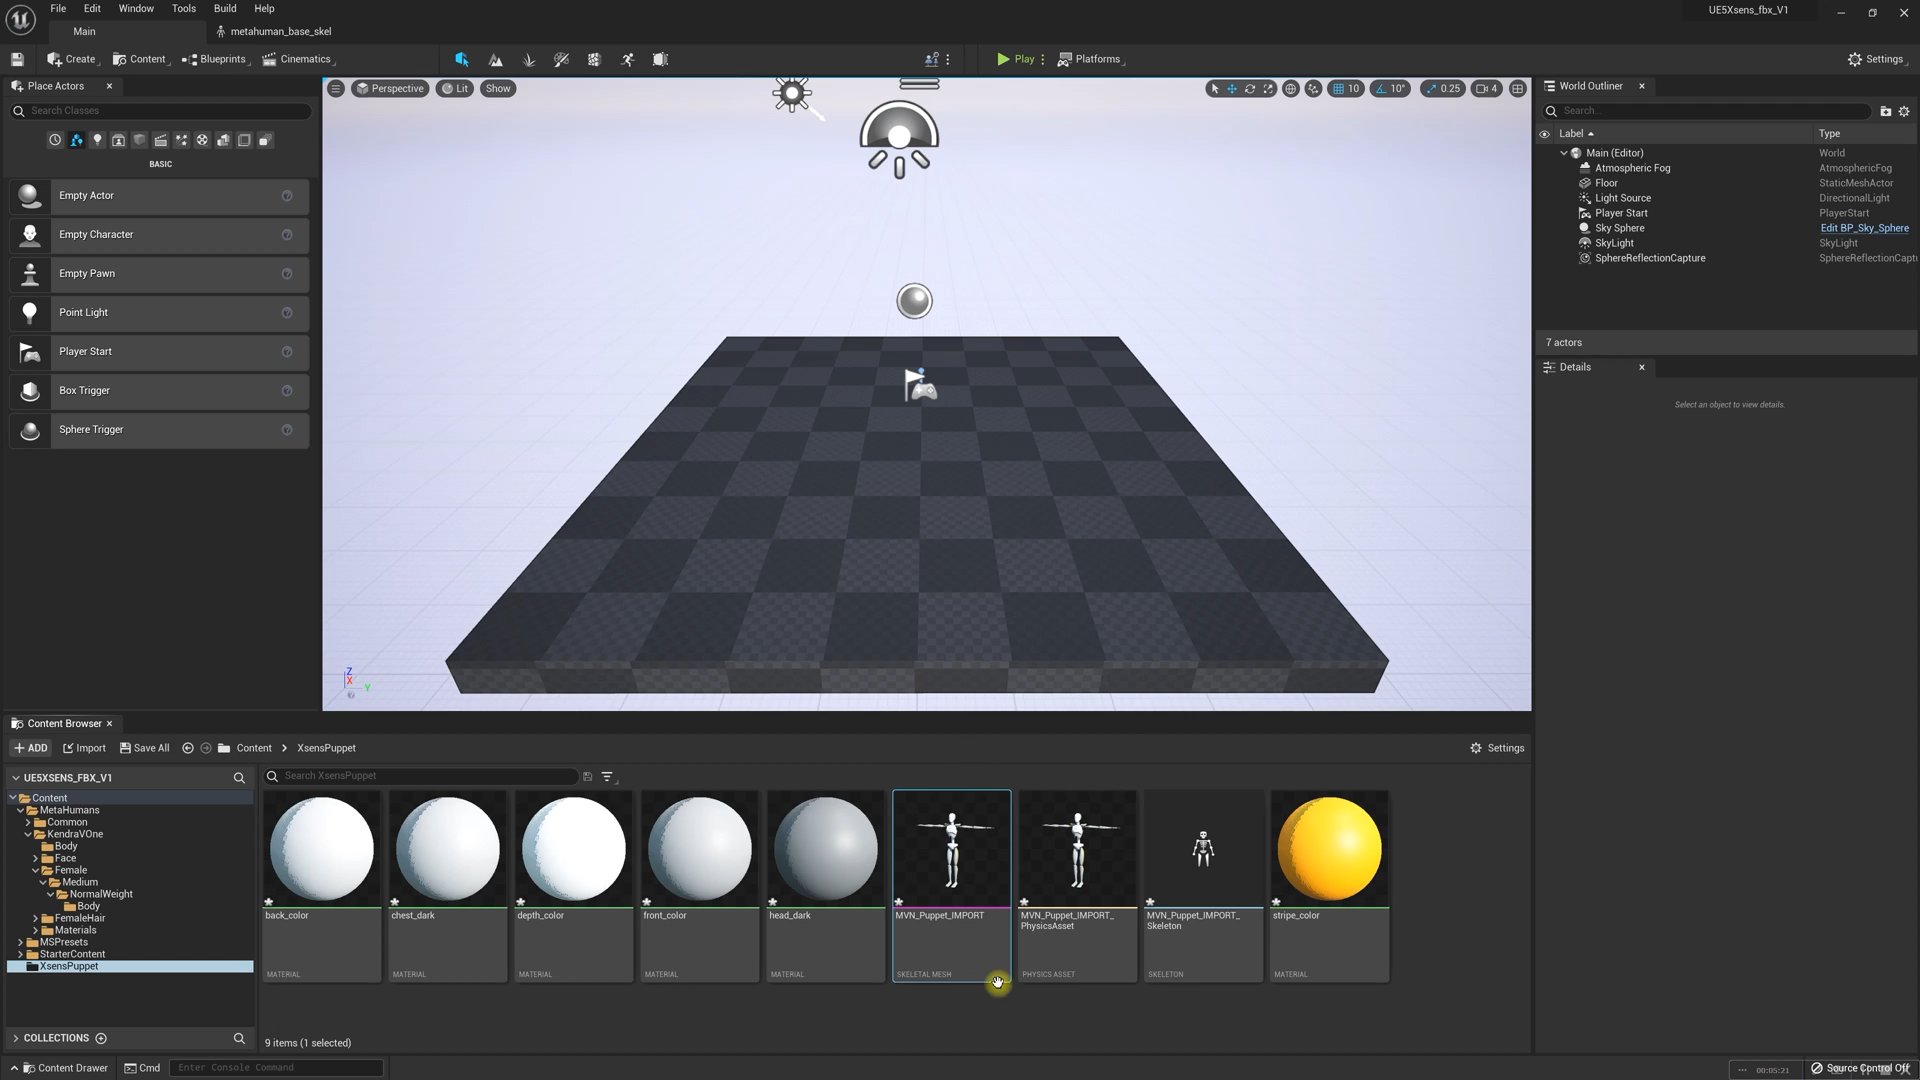 File Edit Window Tools Build Help
UE5Xsens_fbx_V1
Main
metahuman_base_skel
Create
Content
Blueprints
Cinematics
Play
Platforms
Settings
Place Actors
Search Classes
BASIC
Empty Actor
Empty Character
Empty Pawn
Point Light
Player Start
Box Trigger
Sphere Trigger
Perspective
Lit
Show
10
10°
0.25
4
Z
X
Y
World Outliner
Search...
Label
Type
Main (Editor) World
Atmospheric Fog AtmosphericFog
Floor StaticMeshActor
Light Source DirectionalLight
Player Start PlayerStart
Sky Sphere Edit BP_Sky_Sphere
SkyLight SkyLight
SphereReflectionCapture SphereReflectionCaptu
7 actors
Details
Select an object to view details.
Content Browser
ADD
Import
Save All
Content
XsensPuppet
Settings
UE5XSENS_FBX_V1
Content
MetaHumans
Common
KendraVOne
Body
Face
Female
Medium
NormalWeight
Body
FemaleHair
Materials
MSPresets
StarterContent
XsensPuppet
COLLECTIONS
Search XsensPuppet
back_color
MATERIAL
chest_dark
MATERIAL
depth_color
MATERIAL
front_color
MATERIAL
head_dark
MATERIAL
MVN_Puppet_IMPORT
SKELETAL MESH
MVN_Puppet_IMPORT_
PhysicsAsset
PHYSICS ASSET
MVN_Puppet_IMPORT_
Skeleton
SKELETON
stripe_color
MATERIAL
9 items (1 selected)
Content Drawer
Cmd
Enter Console Command
00:05:21
Source Control Off